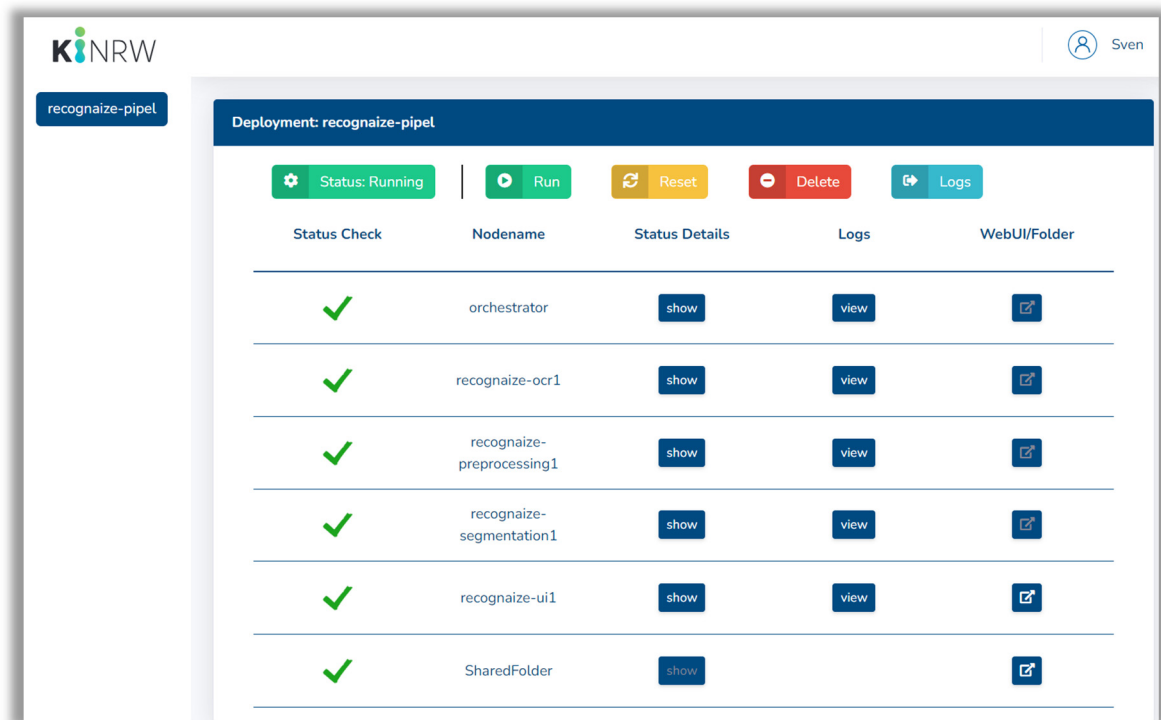 KINRW
Sven
recognaize-pipel
Deployment: recognaize-pipel
Status: Running
Run
Reset
Delete
Logs
Status Check
Nodename
Status Details
Logs
WebUI/Folder
orchestrator
show
view
recognaize-ocr1
show
view
recognaize-
preprocessing1
show
view
recognaize-
segmentation1
show
view
recognaize-ui1
show
view
SharedFolder
show